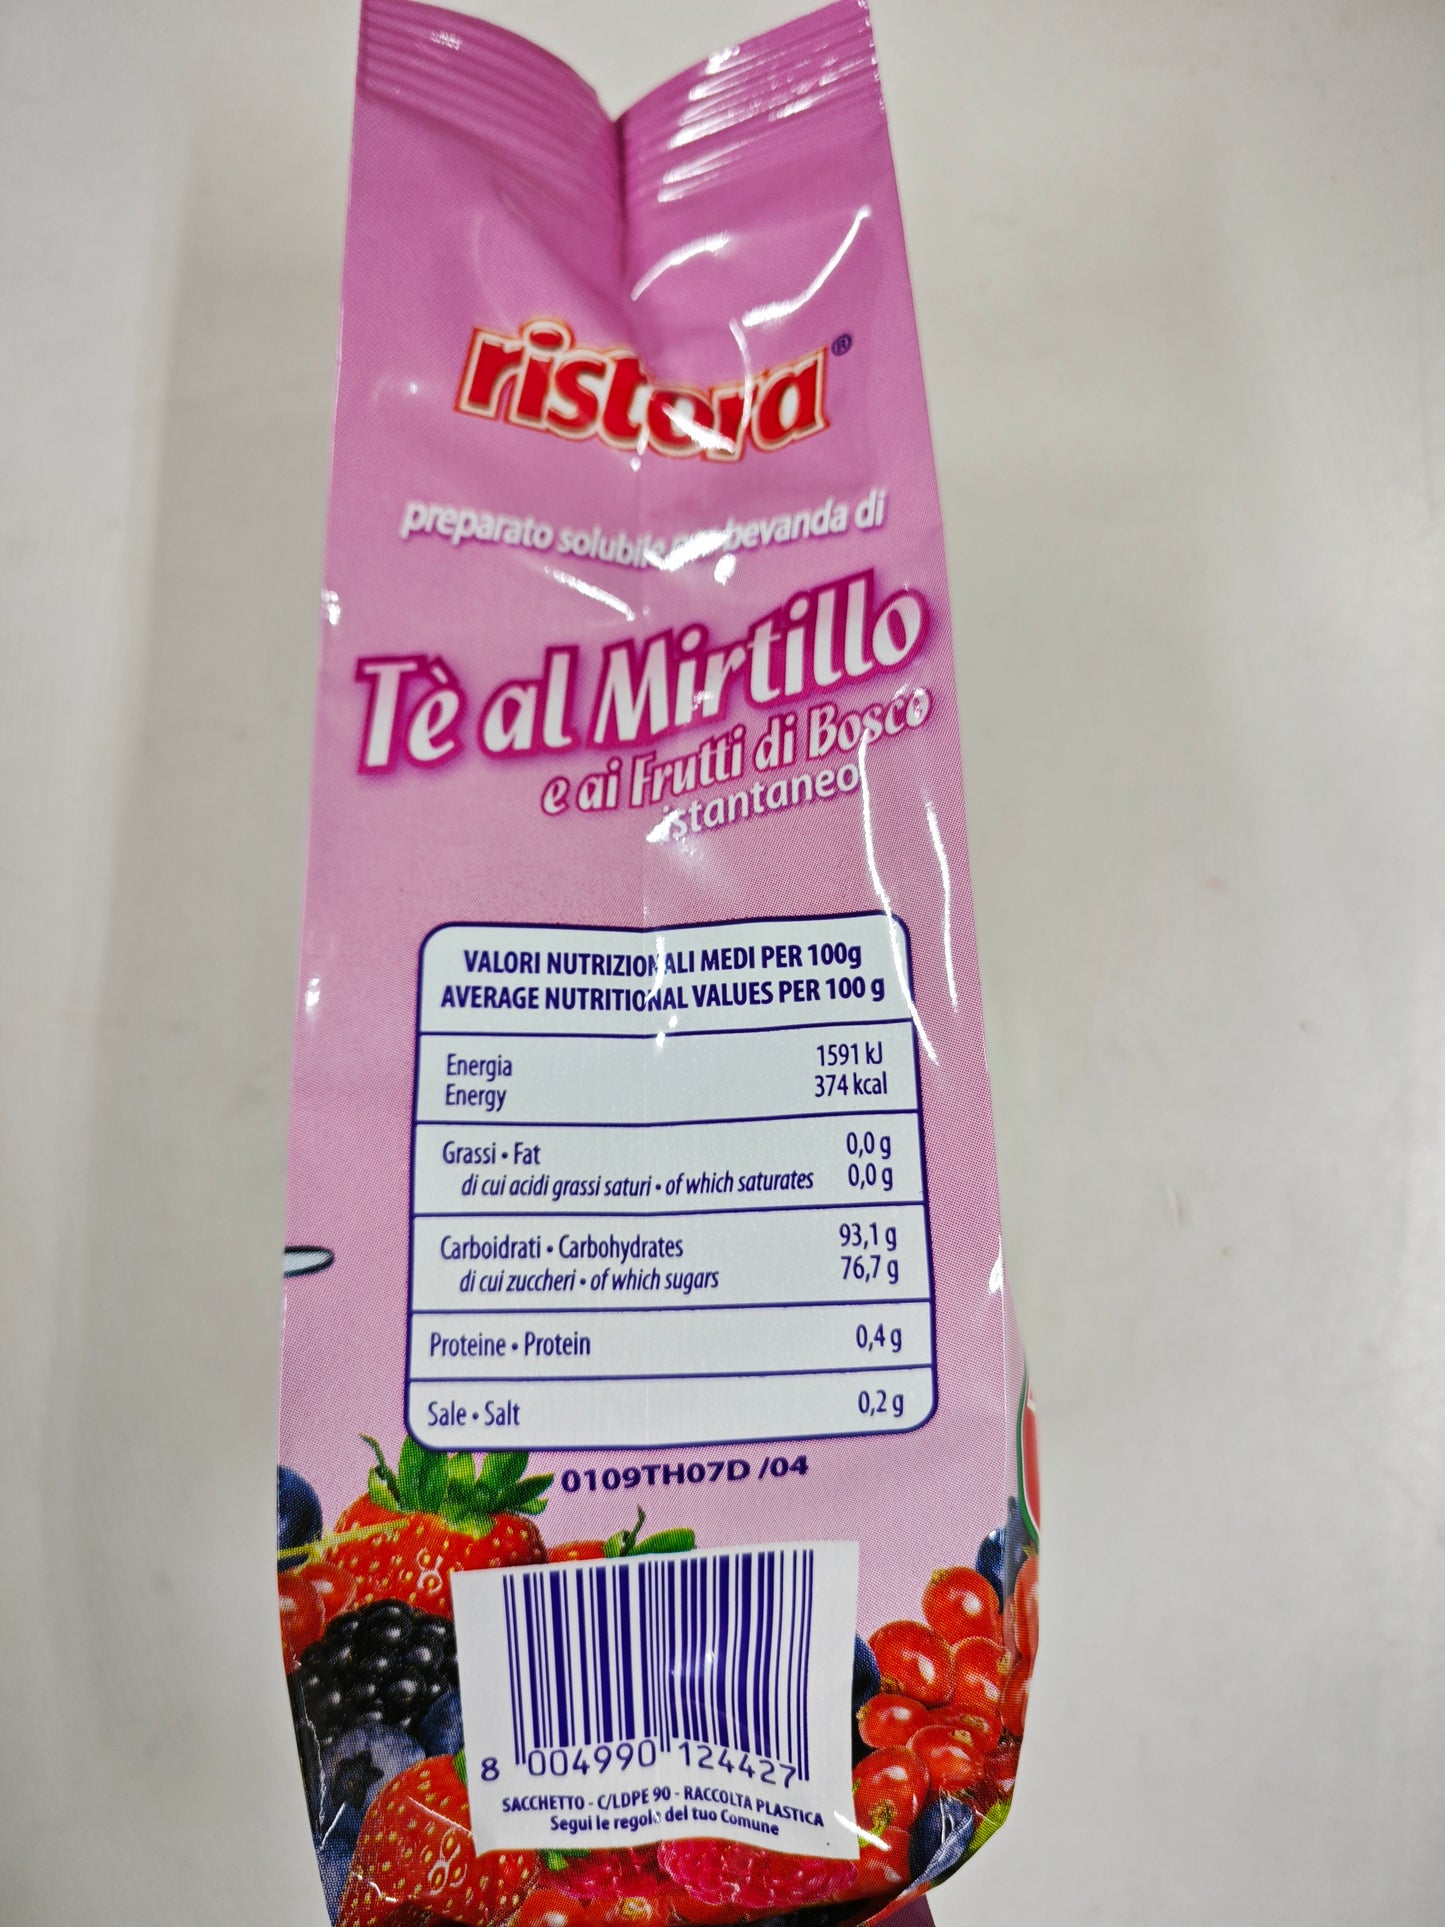 ristora®
preparato solubile per bevanda di
Tè al Mirtillo
e ai Frutti di Bosco
istantaneo
VALORI NUTRIZIONALI MEDI PER 100g
AVERAGE NUTRITIONAL VALUES PER 100 g
Energia 1591 kJ
Energy 374 kcal
Grassi • Fat 0,0 g
di cui acidi grassi saturi • of which saturates 0,0 g
Carboidrati • Carbohydrates 93,1 g
di cui zuccheri • of which sugars 76,7 g
Proteine • Protein 0,4 g
Sale • Salt 0,2 g
0109TH07D /04
8 004990 124427
SACCHETTO - C/LDPE 90 - RACCOLTA PLASTICA
Segui le regole del tuo Comune